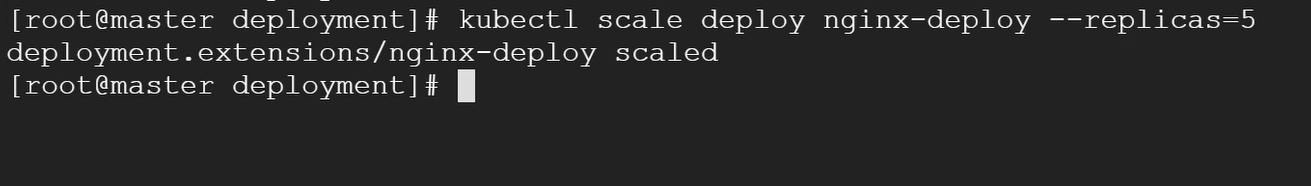 [root@master deployment]# kubectl scale deploy nginx-deploy --replicas=5
deployment.extensions/nginx-deploy scaled
[root@master deployment]#